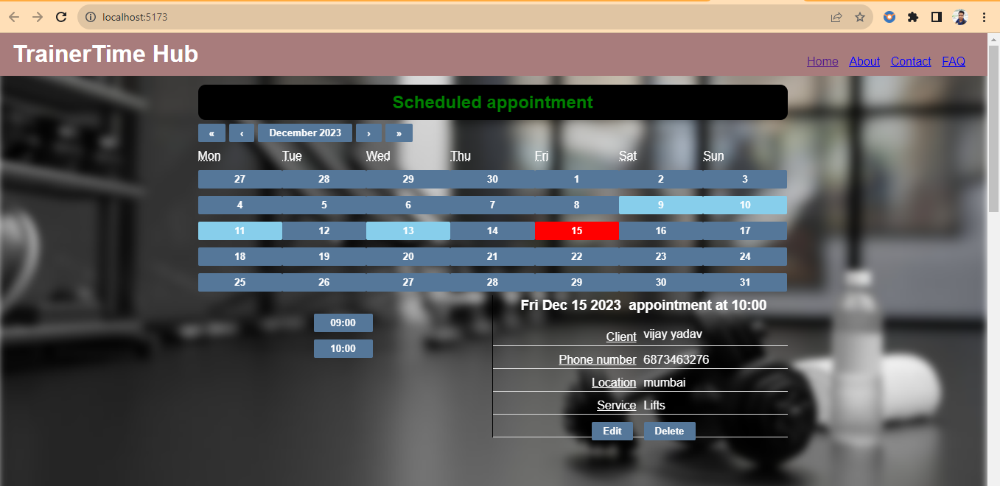 localhost:5173
TrainerTime Hub
Home About Contact FAQ
Scheduled appointment
« ‹ December 2023 › »
Mon Tue Wed Thu Fri Sat Sun
27 28 29 30 1 2 3
4 5 6 7 8 9 10
11 12 13 14 15 16 17
18 19 20 21 22 23 24
25 26 27 28 29 30 31
Fri Dec 15 2023 appointment at 10:00
09:00
10:00
Client vijay yadav
Phone number 6873463276
Location mumbai
Service Lifts
Edit Delete